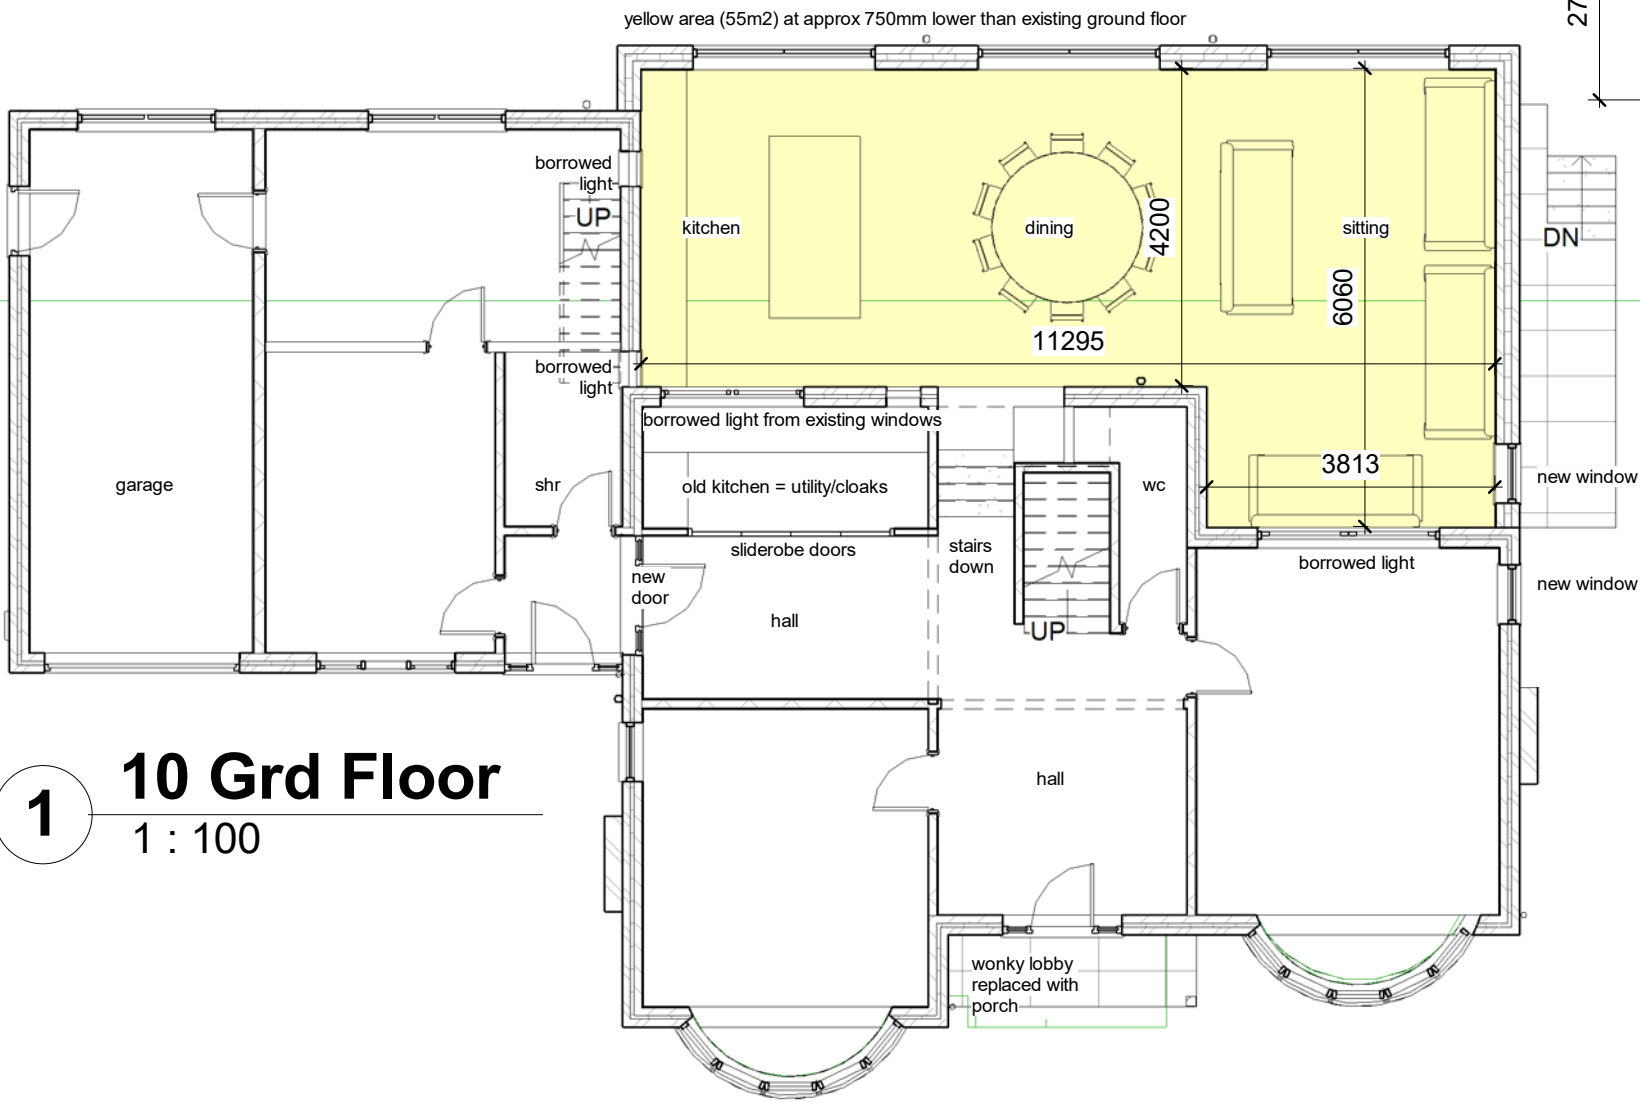 yellow area (55m2) at approx 750mm lower than existing ground floor
27
borrowed
light
UP
kitchen
dining
4200
sitting
DN
6060
11295
borrowed
light
borrowed light from existing windows
3813
garage
shr
old kitchen = utility/cloaks
wc
new window
sliderobe doors
stairs
down
borrowed light
new
door
new window
hall
UP
1
10 Grd Floor
1 : 100
hall
wonky lobby
replaced with
porch